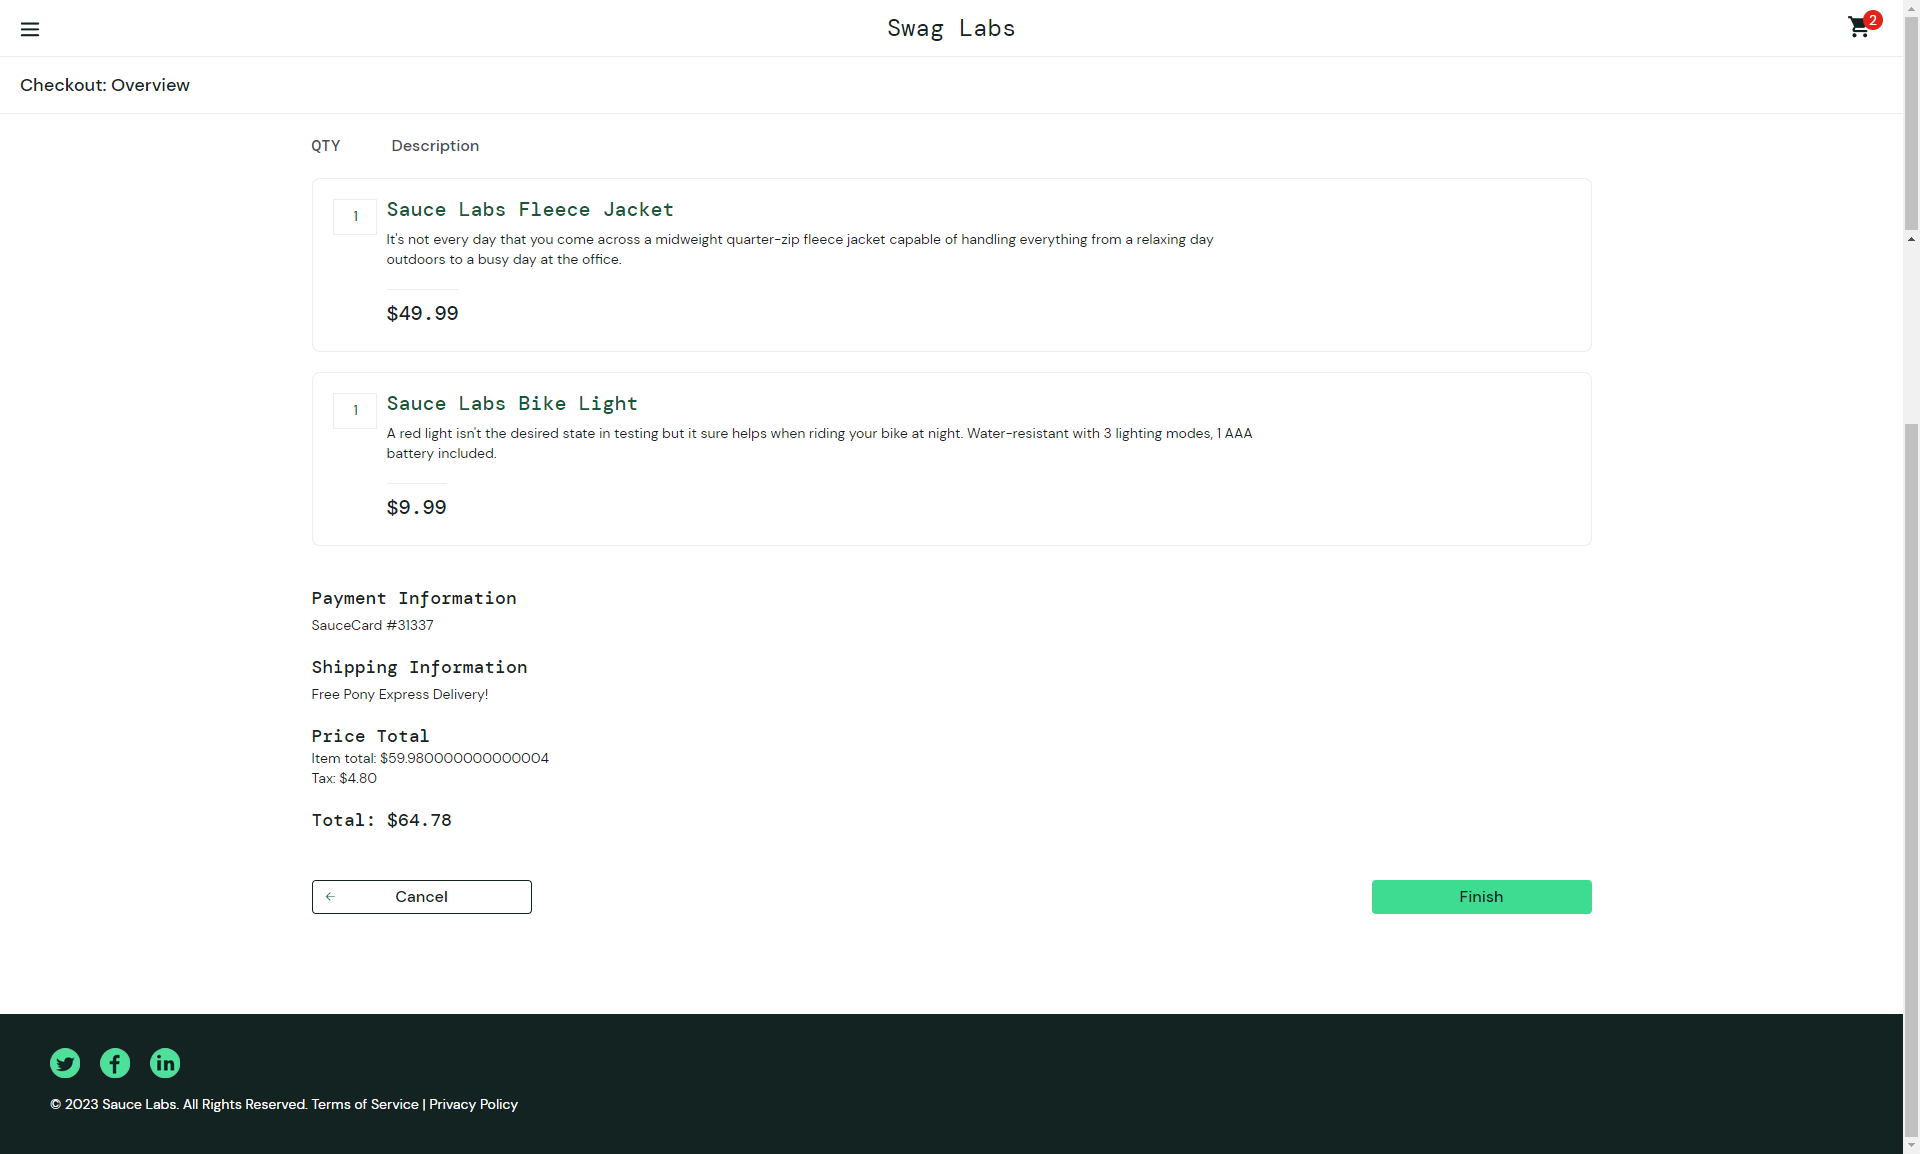 Swag Labs
2
Checkout: Overview
QTY Description
1
Sauce Labs Fleece Jacket
It's not every day that you come across a midweight quarter-zip fleece jacket capable of handling everything from a relaxing day
outdoors to a busy day at the office.
$49.99
1
Sauce Labs Bike Light
A red light isn't the desired state in testing but it sure helps when riding your bike at night. Water-resistant with 3 lighting modes, 1 AAA
battery included.
$9.99
Payment Information
SauceCard #31337
Shipping Information
Free Pony Express Delivery!
Price Total
Item total: $59.980000000000004
Tax: $4.80
Total: $64.78
Cancel
Finish
© 2023 Sauce Labs. All Rights Reserved. Terms of Service | Privacy Policy